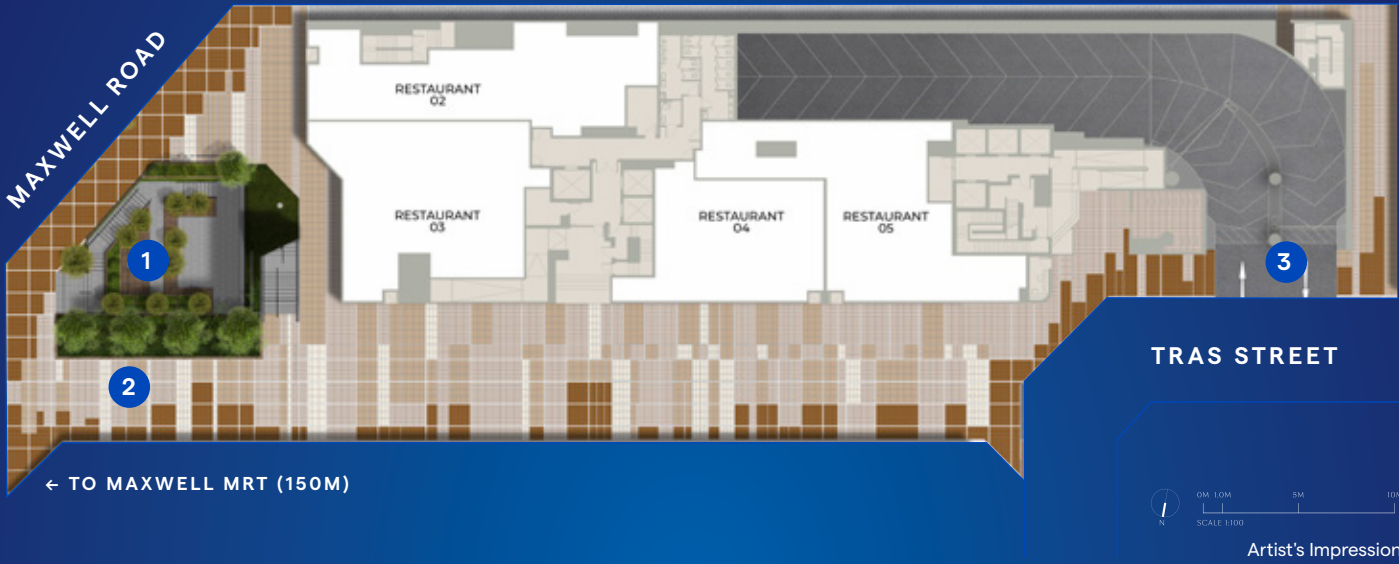 MAXWELL ROAD
RESTAURANT
02
RESTAURANT
03
RESTAURANT
04
RESTAURANT
05
1
2
3
TRAS STREET
← TO MAXWELL MRT (150M)
0M 1.0M 5M 10M
SCALE 1:100
N
Artist's Impression